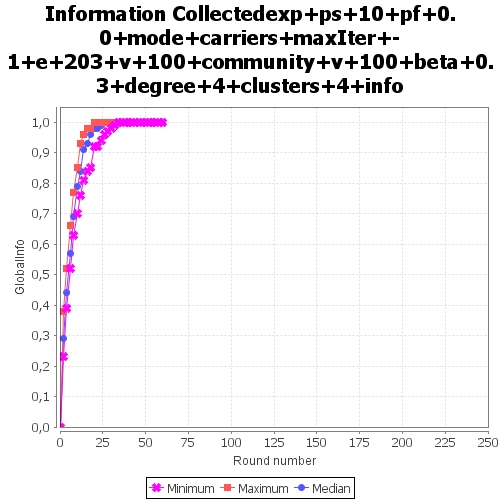 Information Collectedexp+ps+10+pf+0.
0+mode+carriers+maxIter+-
1+e+203+v+100+community+v+100+beta+0.
3+degree+4+clusters+4+info
1,0
0,9
0,8
0,7
0,6
0,5
0,4
0,3
0,2
0,1
0,0
GlobalInfo
0 25 50 75 100 125 150 175 200 225 250
Round number
Minimum Maximum Median